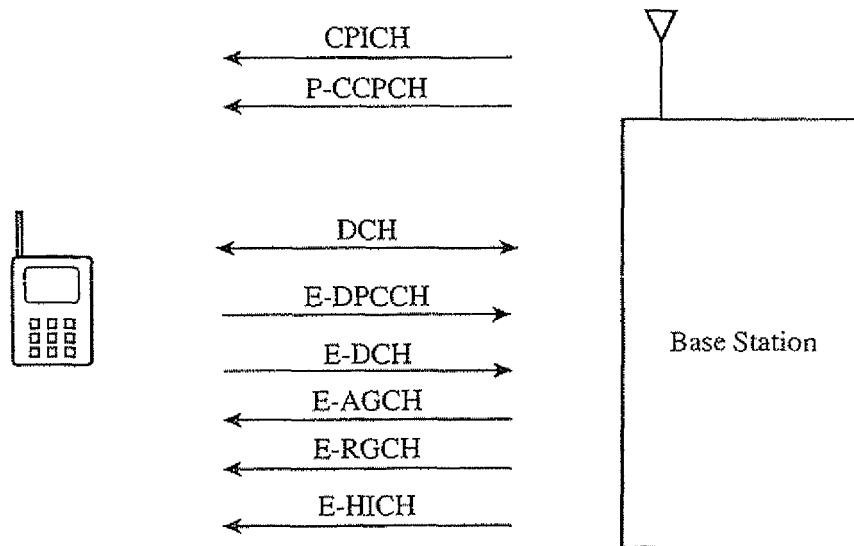 CPICH
P-CCPCH
DCH
E-DPCCH
E-DCH
E-AGCH
E-RGCH
E-HICH
Base Station